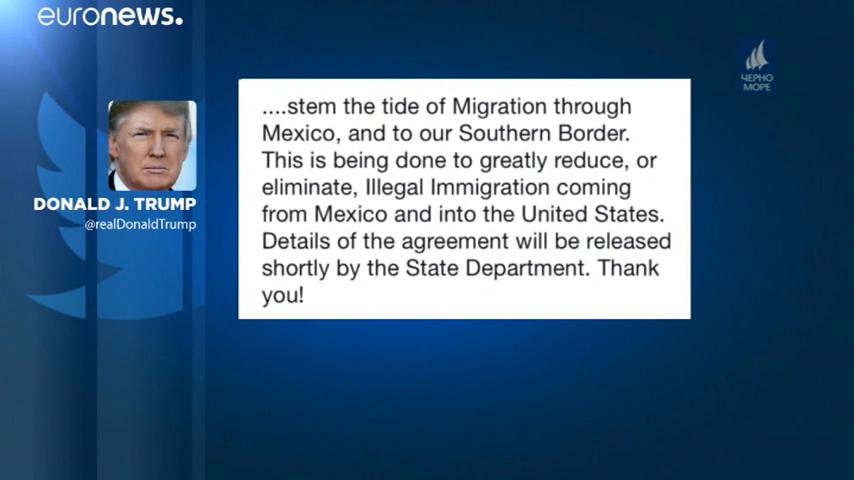 euronews.
ЧЕРНО
МОРЕ
DONALD J. TRUMP
@realDonaldTrump
....stem the tide of Migration through
Mexico, and to our Southern Border.
This is being done to greatly reduce, or
eliminate, Illegal Immigration coming
from Mexico and into the United States.
Details of the agreement will be released
shortly by the State Department. Thank
you!